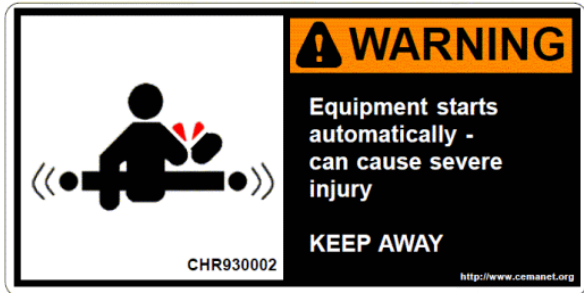 WARNING
Equipment starts
automatically -
can cause severe
injury
KEEP AWAY
CHR930002
http://www.cemanet.org